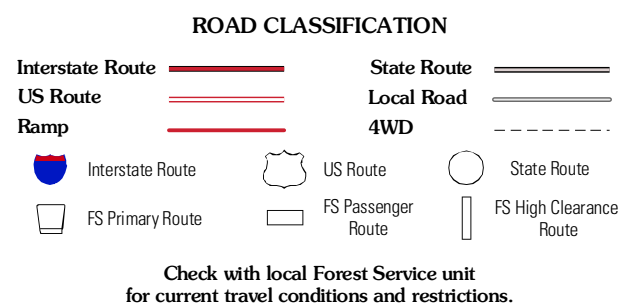 ROAD CLASSIFICATION
Interstate Route
State Route
US Route
Local Road
Ramp
4WD
Interstate Route
US Route
State Route
FS Primary Route
FS Passenger
Route
FS High Clearance
Route
Check with local Forest Service unit
for current travel conditions and restrictions.